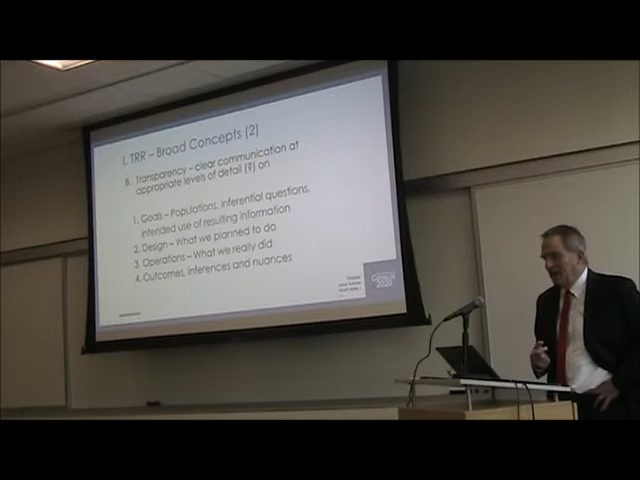 I. TRR – Broad Concepts (2)
B. Transparency – clear communication at
appropriate levels of detail (?) on
1. Goals – Populations, inferential questions,
intended use of resulting information
2. Design – What we planned to do
3. Operations – What we really did
4. Outcomes, inferences and nuances
Census
2020